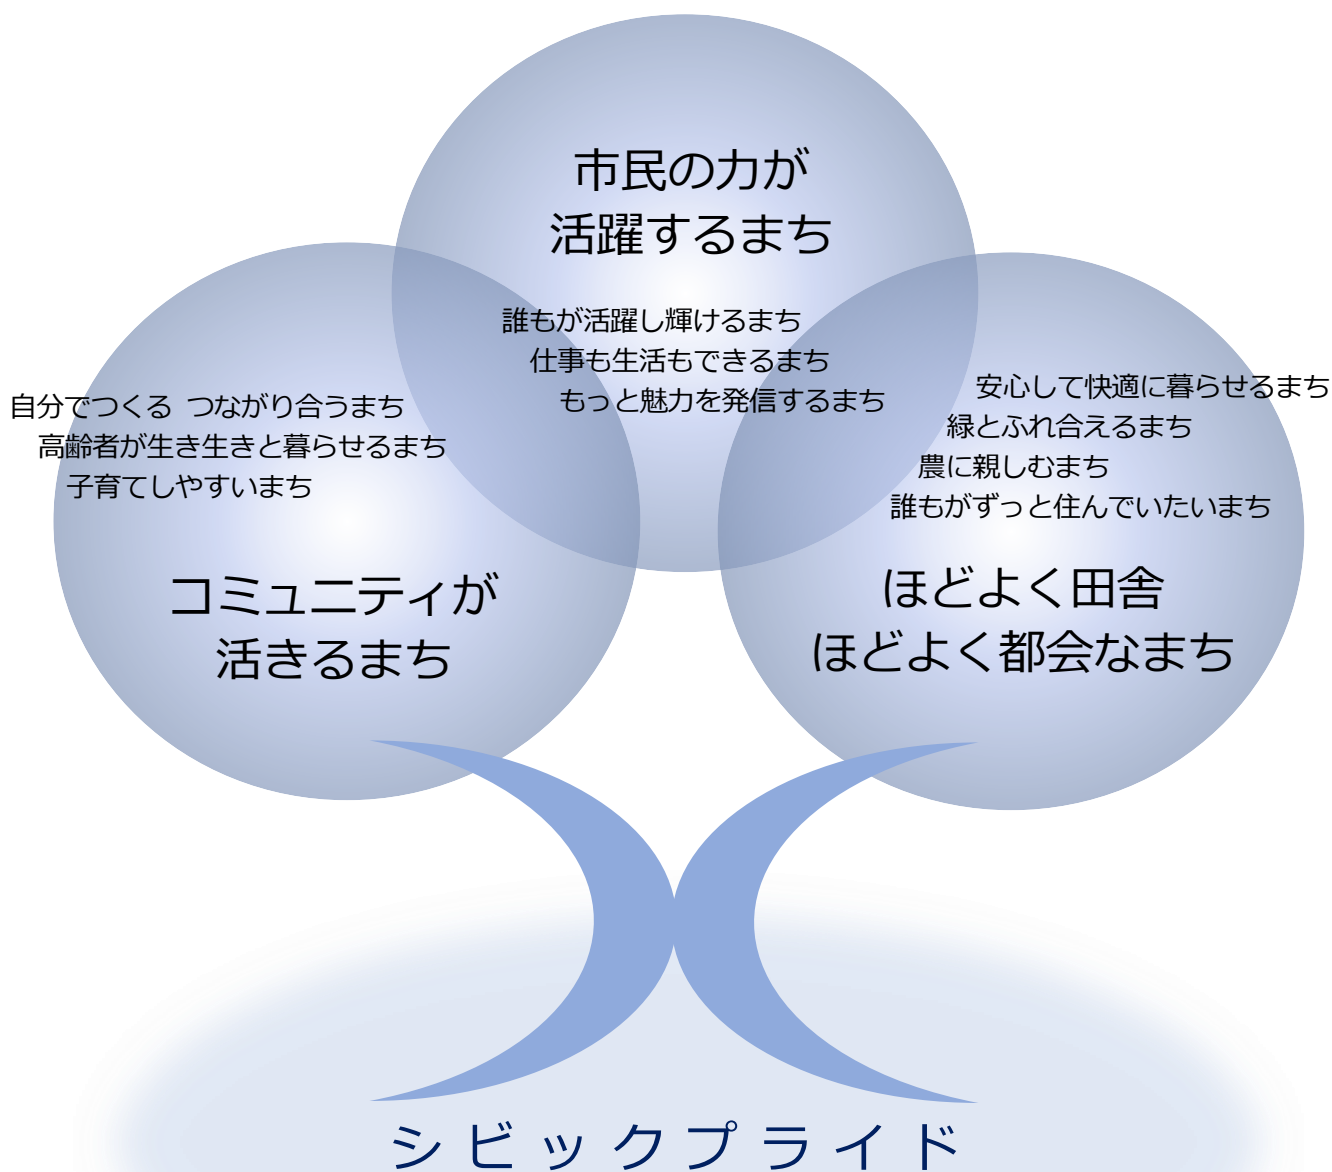 市民の力が
活躍するまち
誰もが活躍し輝けるまち
仕事も生活もできるまち
もっと魅力を発信するまち
自分でつくる つながり合うまち
高齢者が生き生きと暮らせるまち
子育てしやすいまち
コミュニティが
活きるまち
安心して快適に暮らせるまち
緑とふれ合えるまち
農に親しむまち
誰もがずっと住んでいたいまち
ほどよく田舎
ほどよく都会なまち
シビックプライド